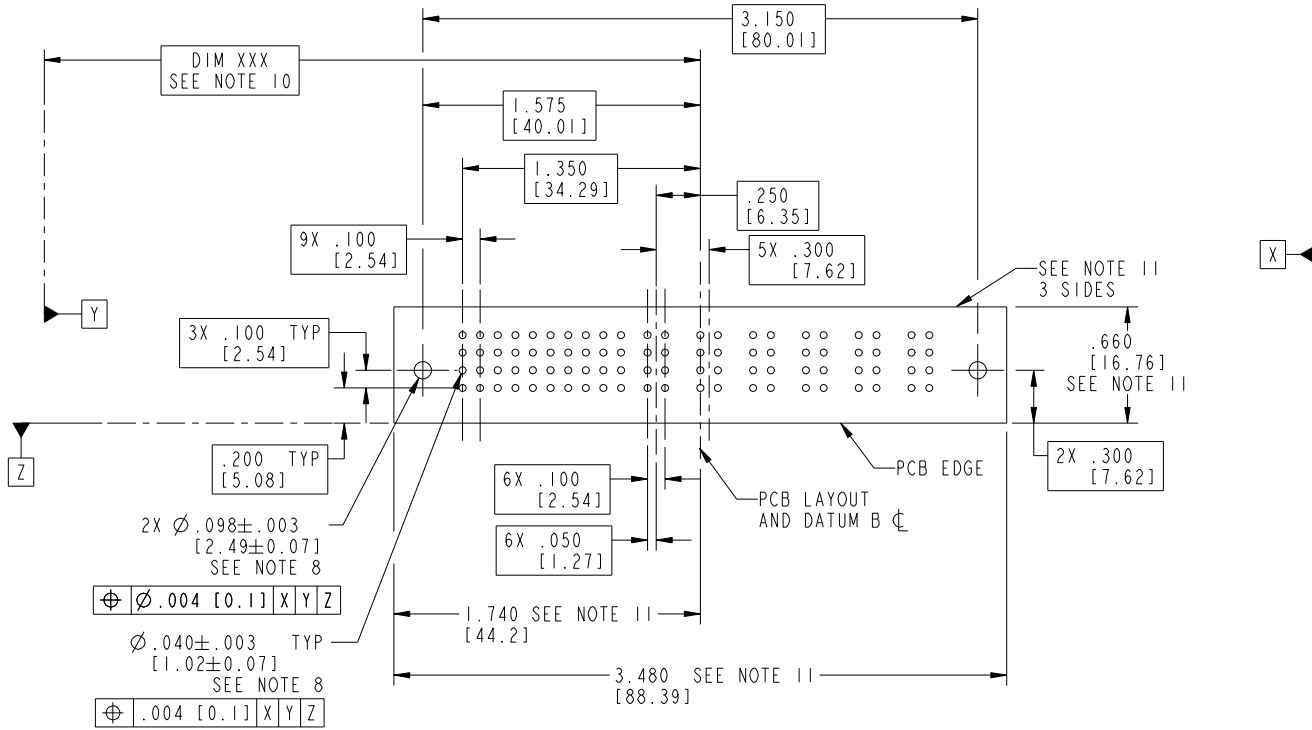 3.150
[80.01]
DIM XXX
SEE NOTE 10
1.575
[40.01]
1.350
[34.29]
.250
[6.35]
9X .100
[2.54]
5X .300
[7.62]
X
SEE NOTE 11
3 SIDES
Y
3X .100 TYP
[2.54]
.660
[16.76]
SEE NOTE 11
Z
.200 TYP
[5.08]
2X .300
[7.62]
PCB EDGE
6X .100
[2.54]
PCB LAYOUT
AND DATUM B ℄
2X Ø.098±.003
[2.49±0.07]
SEE NOTE 8
6X .050
[1.27]
⌖ Ø.004 [0.1] X Y Z
1.740 SEE NOTE 11
[44.2]
Ø.040±.003 TYP
[1.02±0.07]
SEE NOTE 8
3.480 SEE NOTE 11
[88.39]
⌖ .004 [0.1] X Y Z